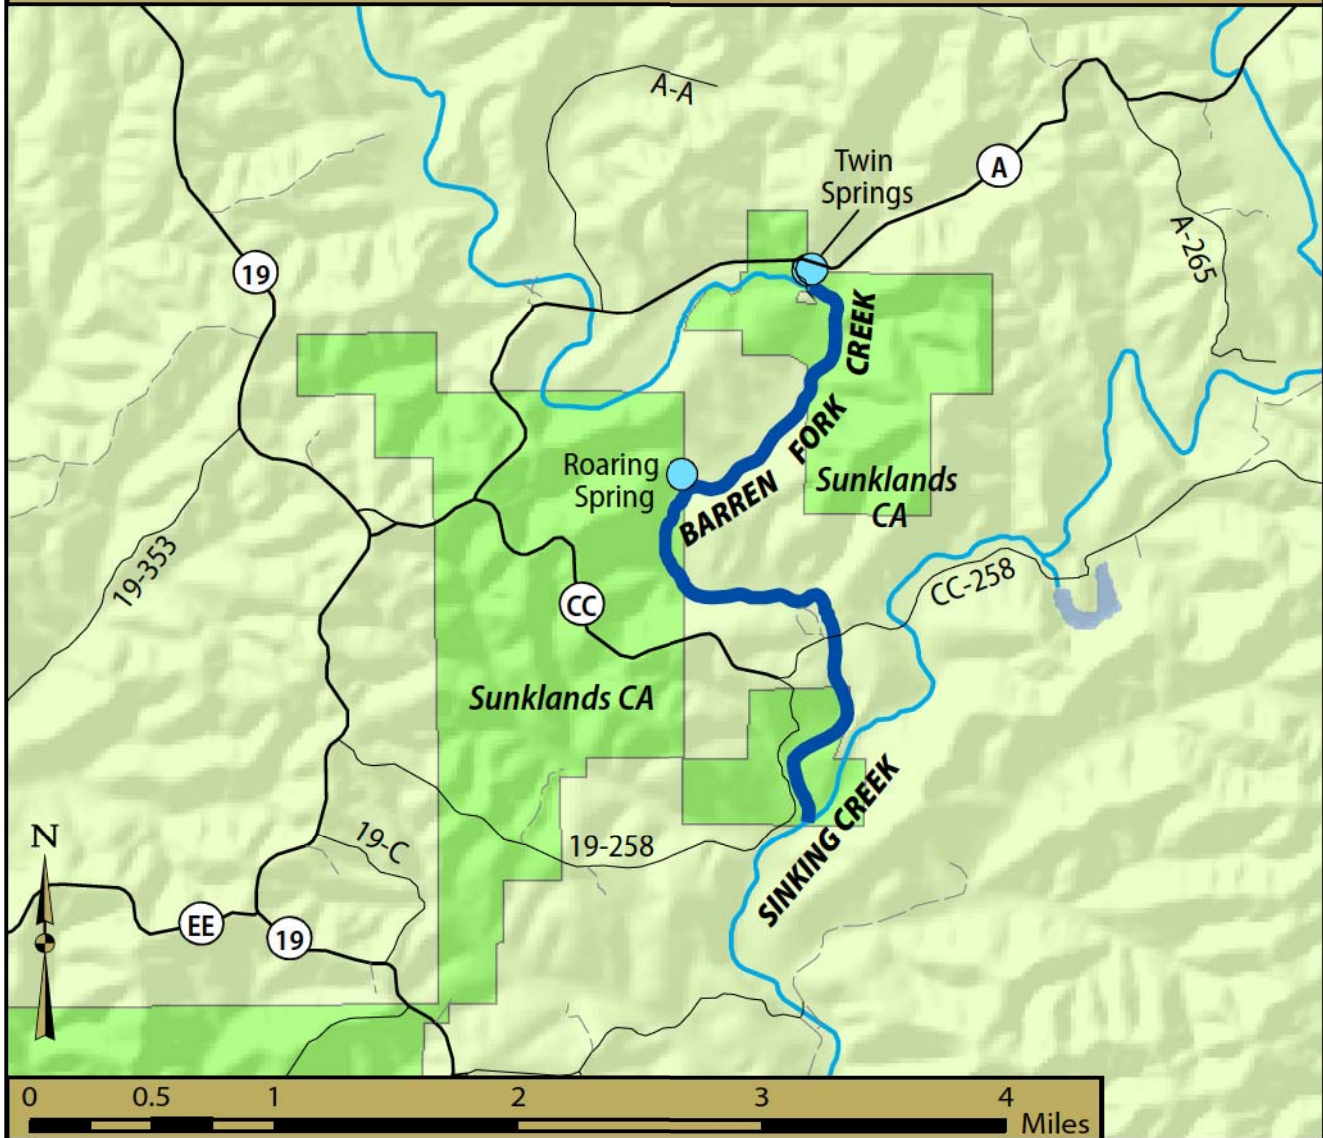 A-A
Twin
Springs
A
A-265
19
CREEK
FORK
BARREN
Roaring
Spring
Sunklands
CA
19-353
CC-258
CC
Sunklands CA
SINKING CREEK
N
19-C
19-258
EE
19
0 0.5 1 2 3 4
Miles